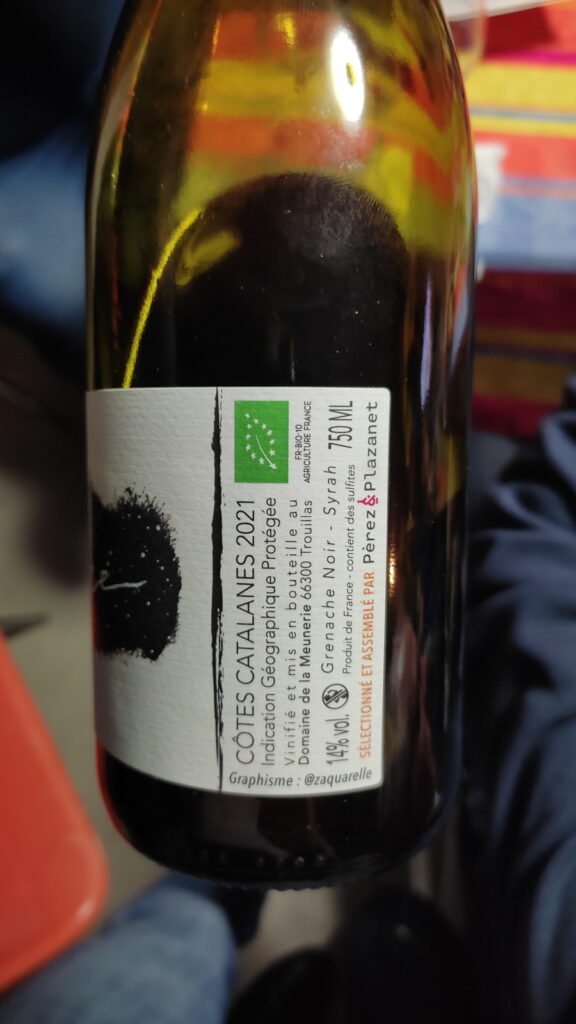 CÔTES CATALANES 2021
Indication Géographique Protégée
Vinifié et mis en bouteille au
Domaine de la Meunerie 66300 Trouillas
FR-BIO-10
AGRICULTURE FRANCE
14% vol. Grenache Noir - Syrah 750 ML
Produit de France - contient des sulfites
SÉLECTIONNÉ ET ASSEMBLÉ PAR Pérez & Plazanet
Graphisme : @zaquarelle